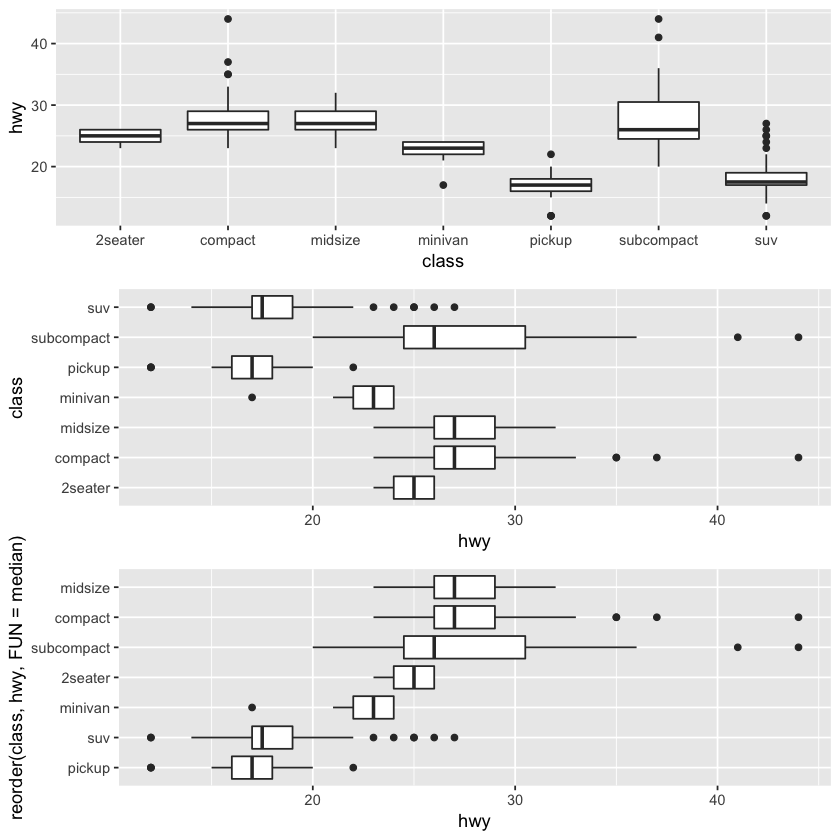 40
30
20
hwy
2seater compact midsize minivan pickup subcompact suv
class
suv
subcompact
pickup
minivan
midsize
compact
2seater
class
20 30 40
hwy
midsize
compact
subcompact
2seater
minivan
suv
pickup
reorder(class, hwy, FUN = median)
20 30 40
hwy